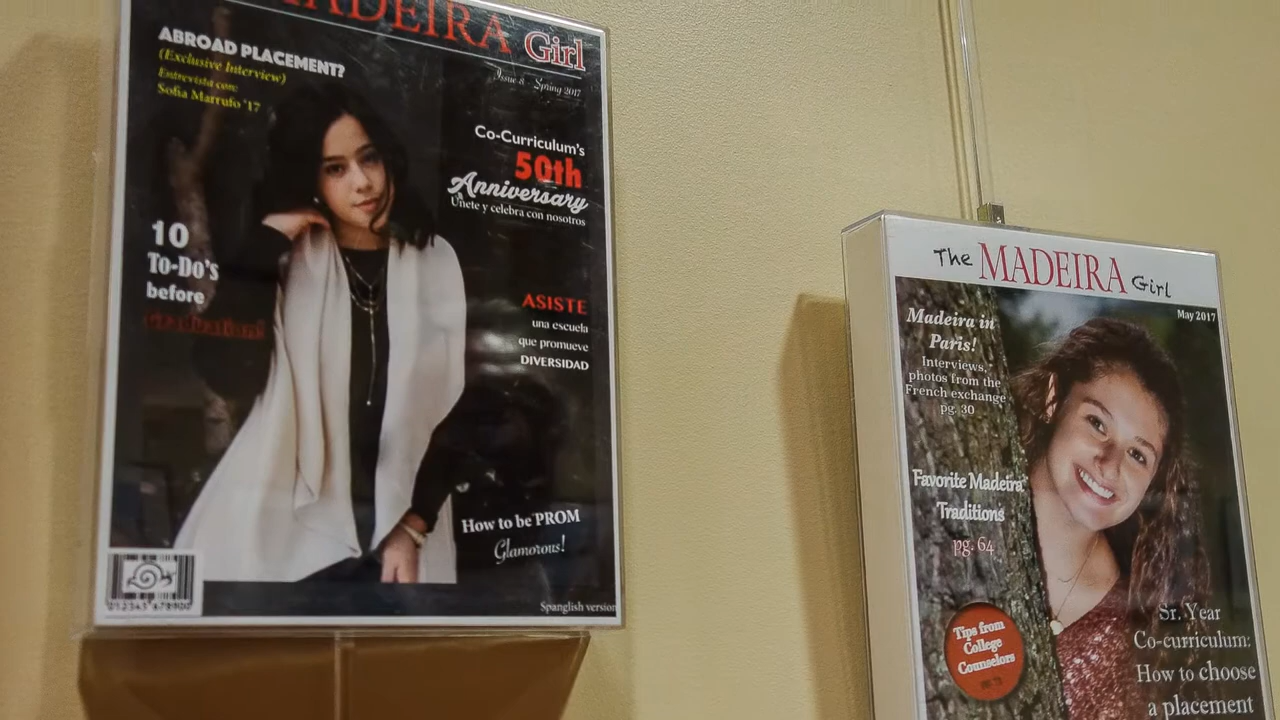 MADEIRA Girl
Issue 8 - Spring 2017
ABROAD PLACEMENT?
(Exclusive Interview)
Entrevista con:
Sofia Marrufo '17
Co-Curriculum's
50th
Anniversary
Únete y celebra con nosotros
10
To-Do's
before
graduation!
ASISTE
una escuela
que promueve
DIVERSIDAD
How to be PROM
Glamorous!
Spanglish version
The MADEIRA Girl
May 2017
Madeira in
Paris!
Interviews,
photos from the
French exchange
pg. 30
Favorite Madeira
Traditions
pg. 64
Tips from
College
Counselors
Sr. Year
Co-curriculum:
How to choose
a placement